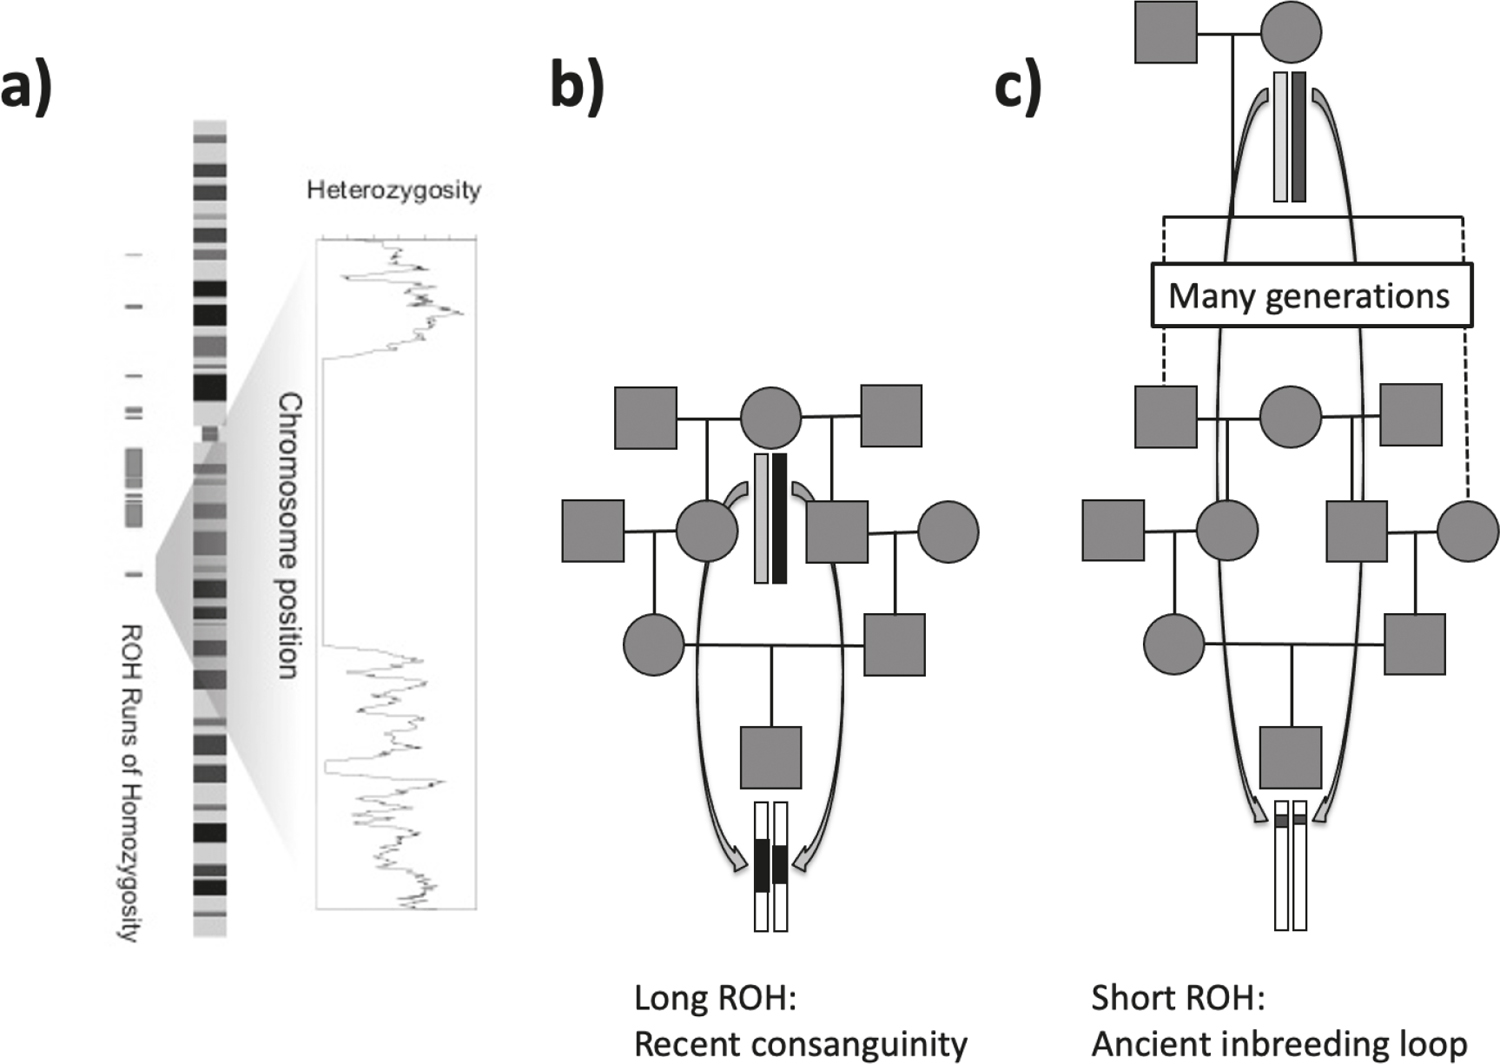 a)
Heterozygosity
Chromosome position
ROH Runs of Homozygosity
b)
Long ROH:
Recent consanguinity
c)
Many generations
Short ROH:
Ancient inbreeding loop